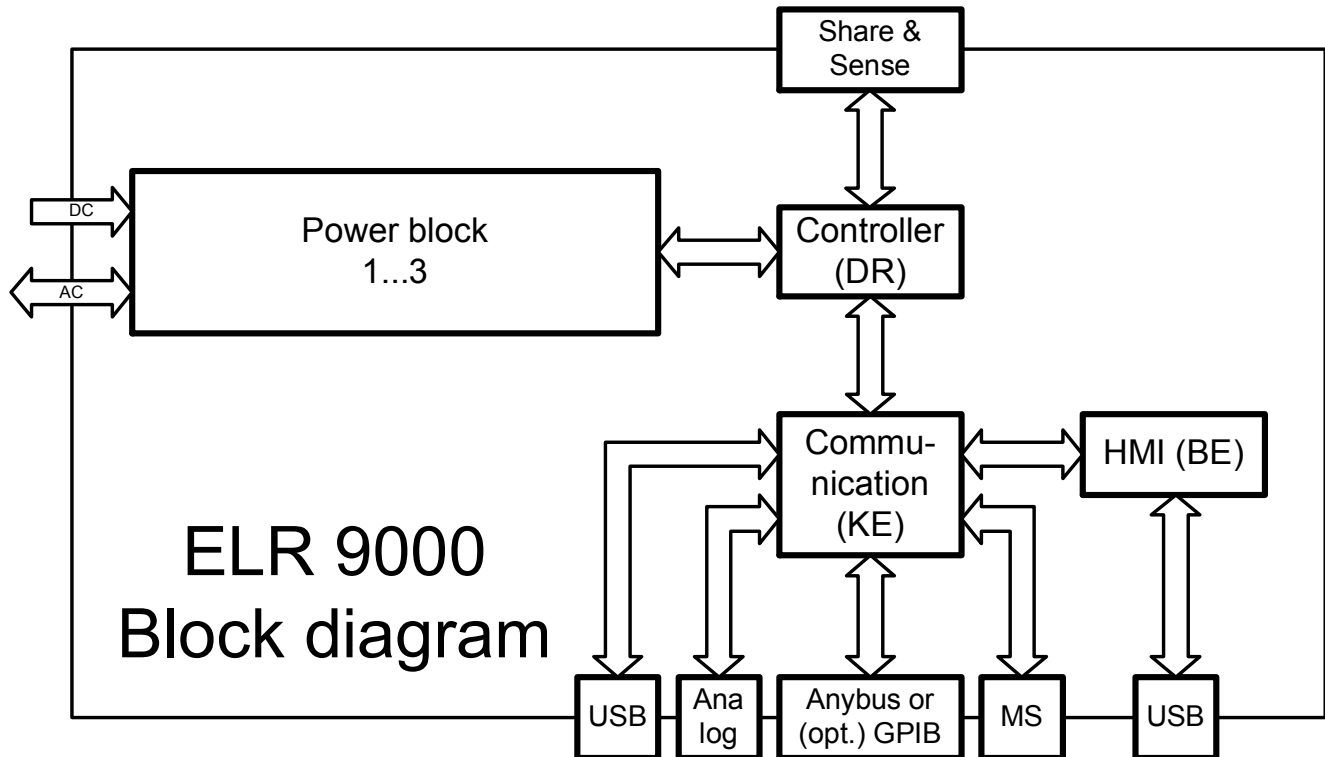 Share &
Sense
DC
Power block
1...3
Controller
(DR)
AC
Commu-
nication
(KE)
HMI (BE)
ELR 9000
Block diagram
USB
Ana
log
Anybus or
(opt.) GPIB
MS
USB